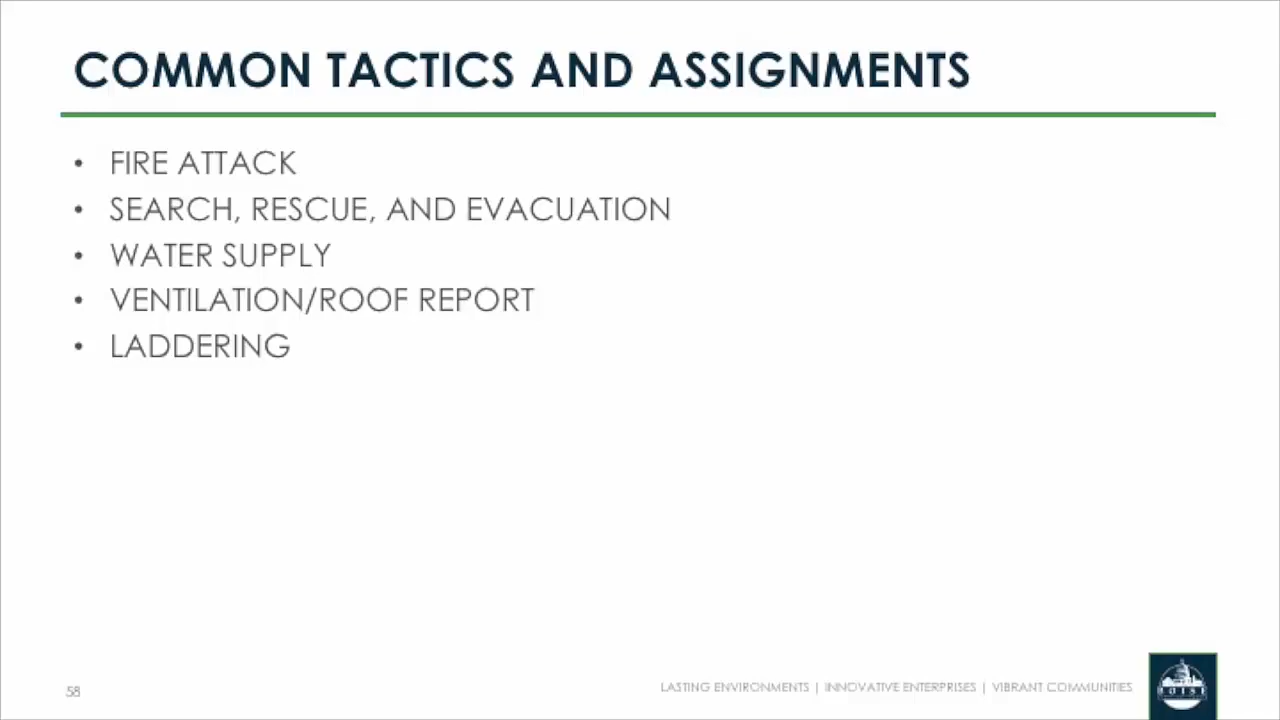 COMMON TACTICS AND ASSIGNMENTS
• FIRE ATTACK
• SEARCH, RESCUE, AND EVACUATION
• WATER SUPPLY
• VENTILATION/ROOF REPORT
• LADDERING
58
LASTING ENVIRONMENTS | INNOVATIVE ENTERPRISES | VIBRANT COMMUNITIES
BOISE